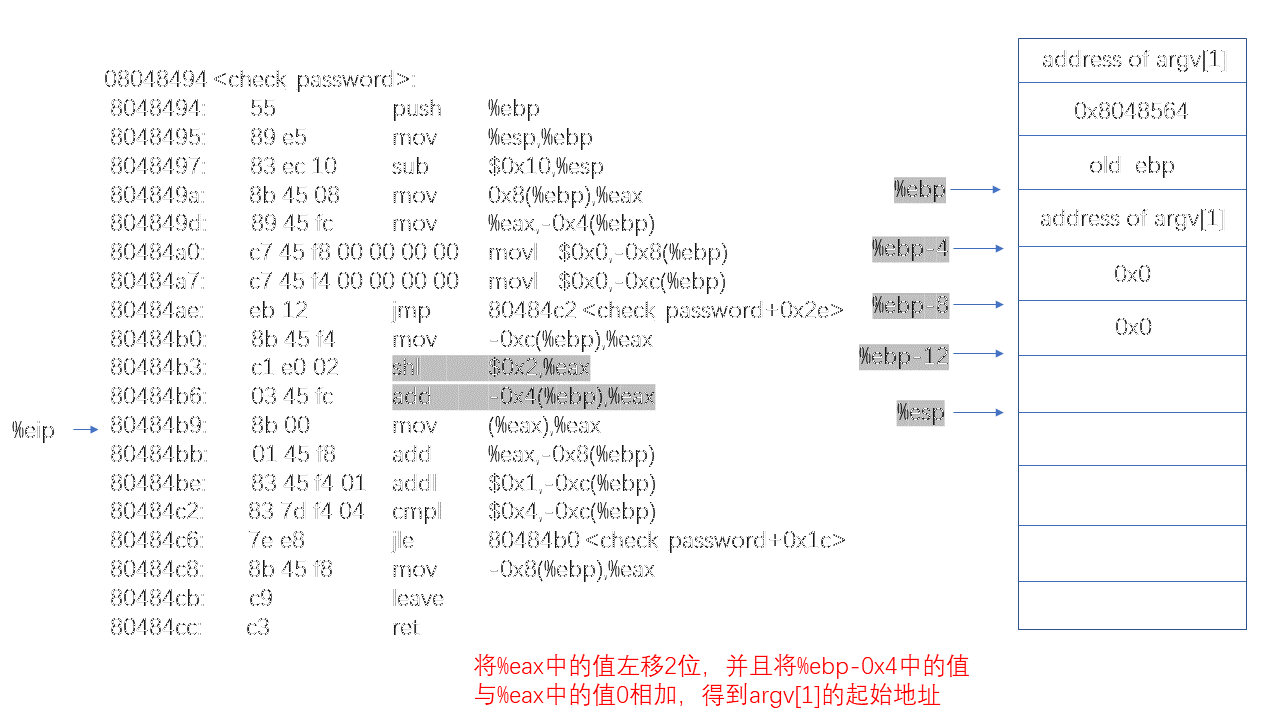 08048494 <check_password>:
8048494: 55 push %ebp
8048495: 89 e5 mov %esp,%ebp
8048497: 83 ec 10 sub $0x10,%esp
804849a: 8b 45 08 mov 0x8(%ebp),%eax
804849d: 89 45 fc mov %eax,-0x4(%ebp)
80484a0: c7 45 f8 00 00 00 00 movl $0x0,-0x8(%ebp)
80484a7: c7 45 f4 00 00 00 00 movl $0x0,-0xc(%ebp)
80484ae: eb 12 jmp 80484c2 <check_password+0x2e>
80484b0: 8b 45 f4 mov -0xc(%ebp),%eax
80484b3: c1 e0 02 shl $0x2,%eax
80484b6: 03 45 fc add -0x4(%ebp),%eax
%eip
80484b9: 8b 00 mov (%eax),%eax
80484bb: 01 45 f8 add %eax,-0x8(%ebp)
80484be: 83 45 f4 01 addl $0x1,-0xc(%ebp)
80484c2: 83 7d f4 04 cmpl $0x4,-0xc(%ebp)
80484c6: 7e e8 jle 80484b0 <check_password+0x1c>
80484c8: 8b 45 f8 mov -0x8(%ebp),%eax
80484cb: c9 leave
80484cc: c3 ret
%ebp
%ebp-4
%ebp-8
%ebp-12
%esp
address of argv[1]
0x8048564
old ebp
address of argv[1]
0x0
0x0
将%eax中的值左移2位，并且将%ebp-0x4中的值
与%eax中的值0相加，得到argv[1]的起始地址